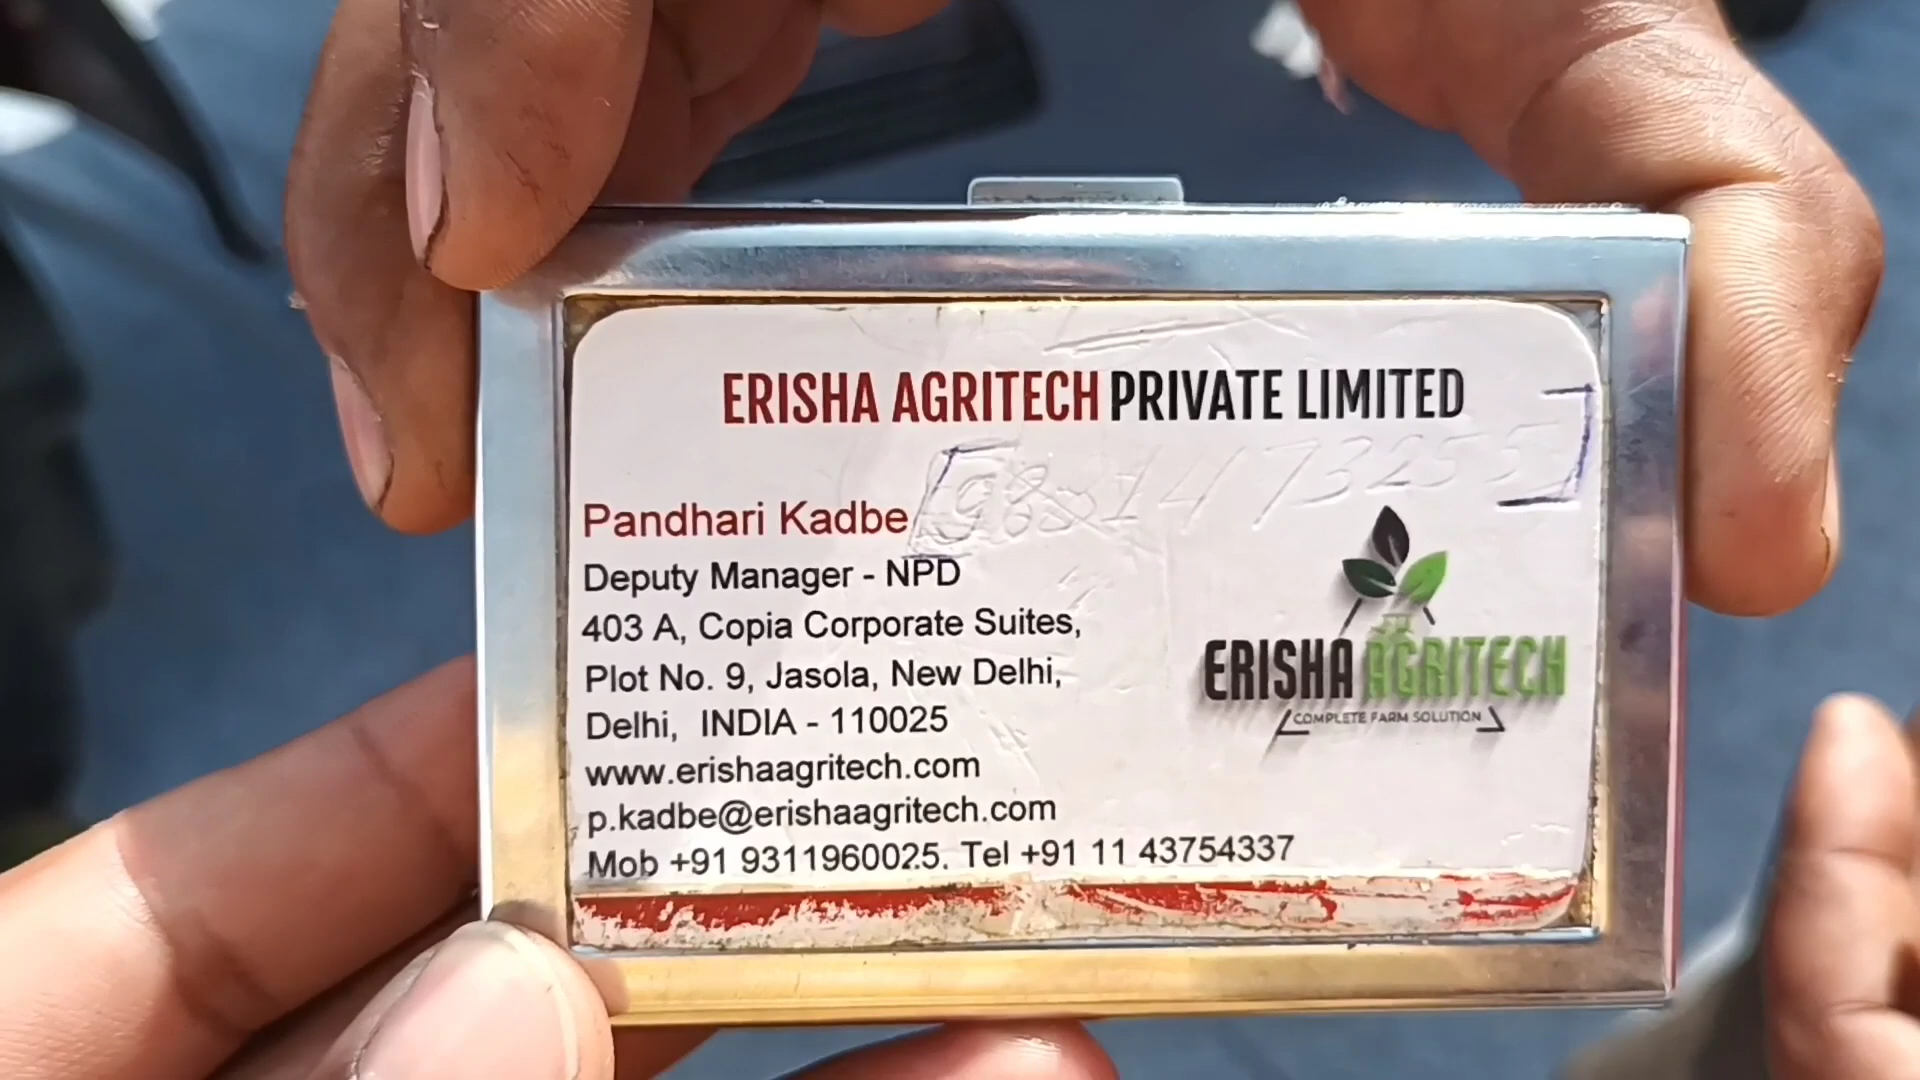 ERISHA AGRITECH PRIVATE LIMITED
Pandhari Kadbe
Deputy Manager - NPD
403 A, Copia Corporate Suites,
Plot No. 9, Jasola, New Delhi,
Delhi, INDIA - 110025
www.erishaagritech.com
p.kadbe@erishaagritech.com
Mob +91 9311960025. Tel +91 11 43754337
ERISHA AGRITECH
COMPLETE FARM SOLUTION